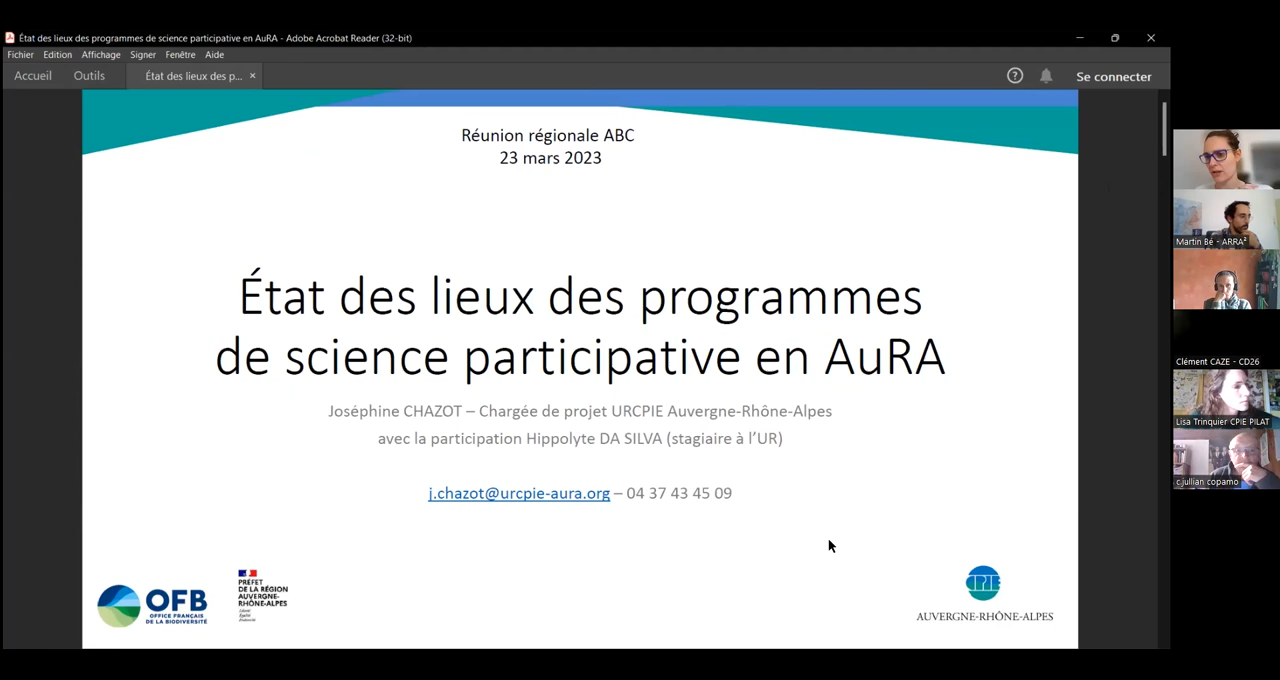 État des lieux des programmes de science participative en AuRA - Adobe Acrobat Reader (32-bit)
Fichier Edition Affichage Signer Fenêtre Aide
Accueil Outils État des lieux des p... × Se connecter
Réunion régionale ABC
23 mars 2023
État des lieux des programmes
de science participative en AuRA
Joséphine CHAZOT – Chargée de projet URCPIE Auvergne-Rhône-Alpes
avec la participation Hippolyte DA SILVA (stagiaire à l'UR)
j.chazot@urcpie-aura.org – 04 37 43 45 09
OFB
OFFICE FRANÇAIS
DE LA BIODIVERSITÉ
PRÉFET
DE LA RÉGION
AUVERGNE-
RHÔNE-ALPES
Liberté
Égalité
Fraternité
CPIE
AUVERGNE-RHÔNE-ALPES
Martin Bé - ARRA²
Clément CAZE - CD26
Lisa Trinquier CPIE PILAT
c.jullian copamo